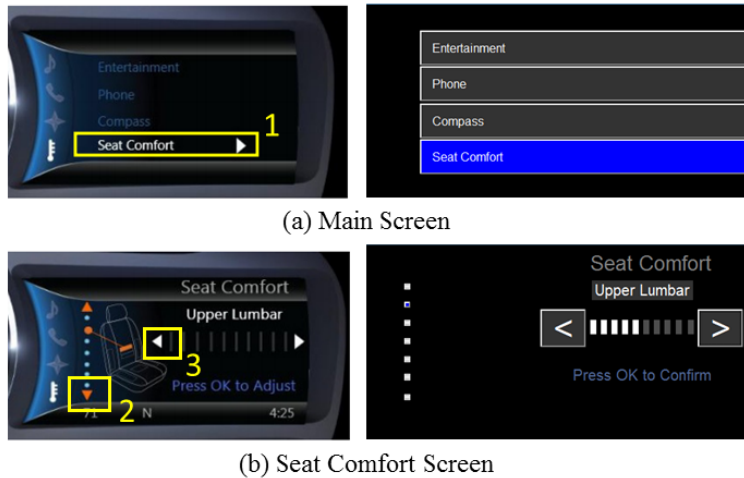 Entertainment
Phone
Compass
Seat Comfort
1
Entertainment
Phone
Compass
Seat Comfort
(a) Main Screen
Seat Comfort
Upper Lumbar
3
Press OK to Adjust
2
71 N 4:25
Seat Comfort
Upper Lumbar
< >
Press OK to Confirm
(b) Seat Comfort Screen